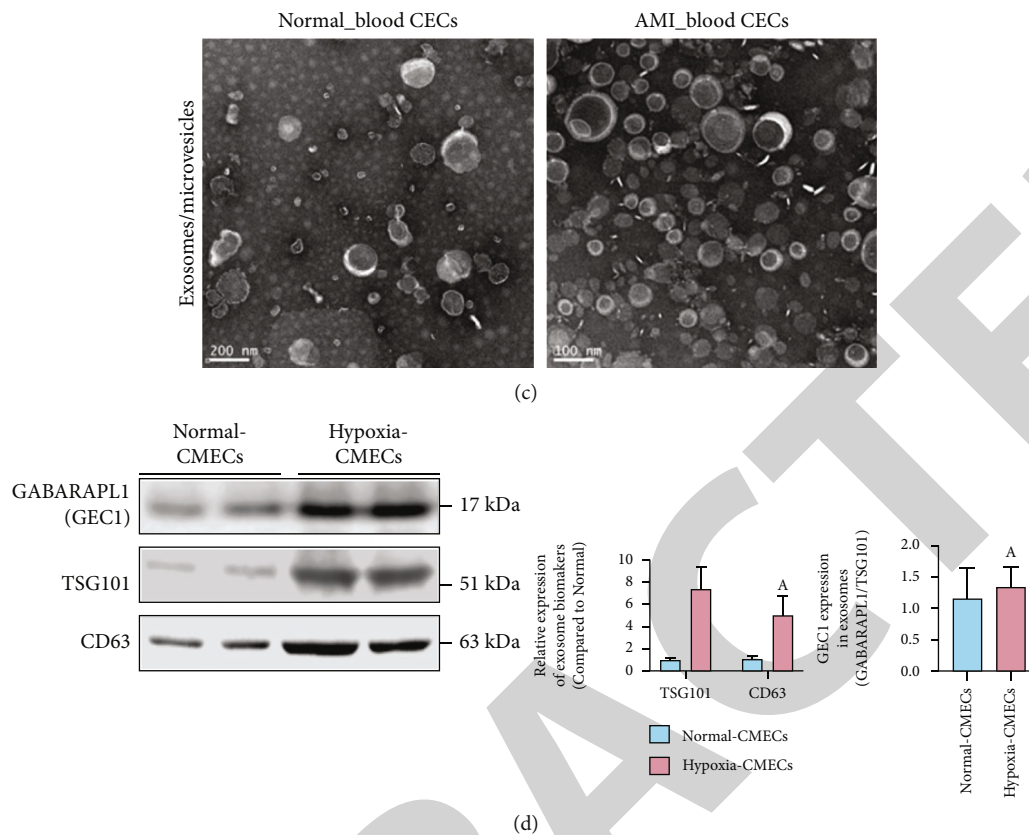 Normal_blood CECs
AMI_blood CECs
Exosomes/microvesicles
200 nm
100 nm
(c)
Normal-
CMECs
Hypoxia-
CMECs
GABARAPL1
(GEC1)
17 kDa
TSG101
51 kDa
CD63
63 kDa
Relative expression
of exosome biomakers
(Compared to Normal)
10
8
6
4
2
0
A
TSG101
CD63
Normal-CMECs
Hypoxia-CMECs
GEC1 expression
in exosomes
(GABARAPL1/TSG101)
2.0
1.5
1.0
0.5
0.0
A
Normal-CMECs
Hypoxia-CMECs
(d)